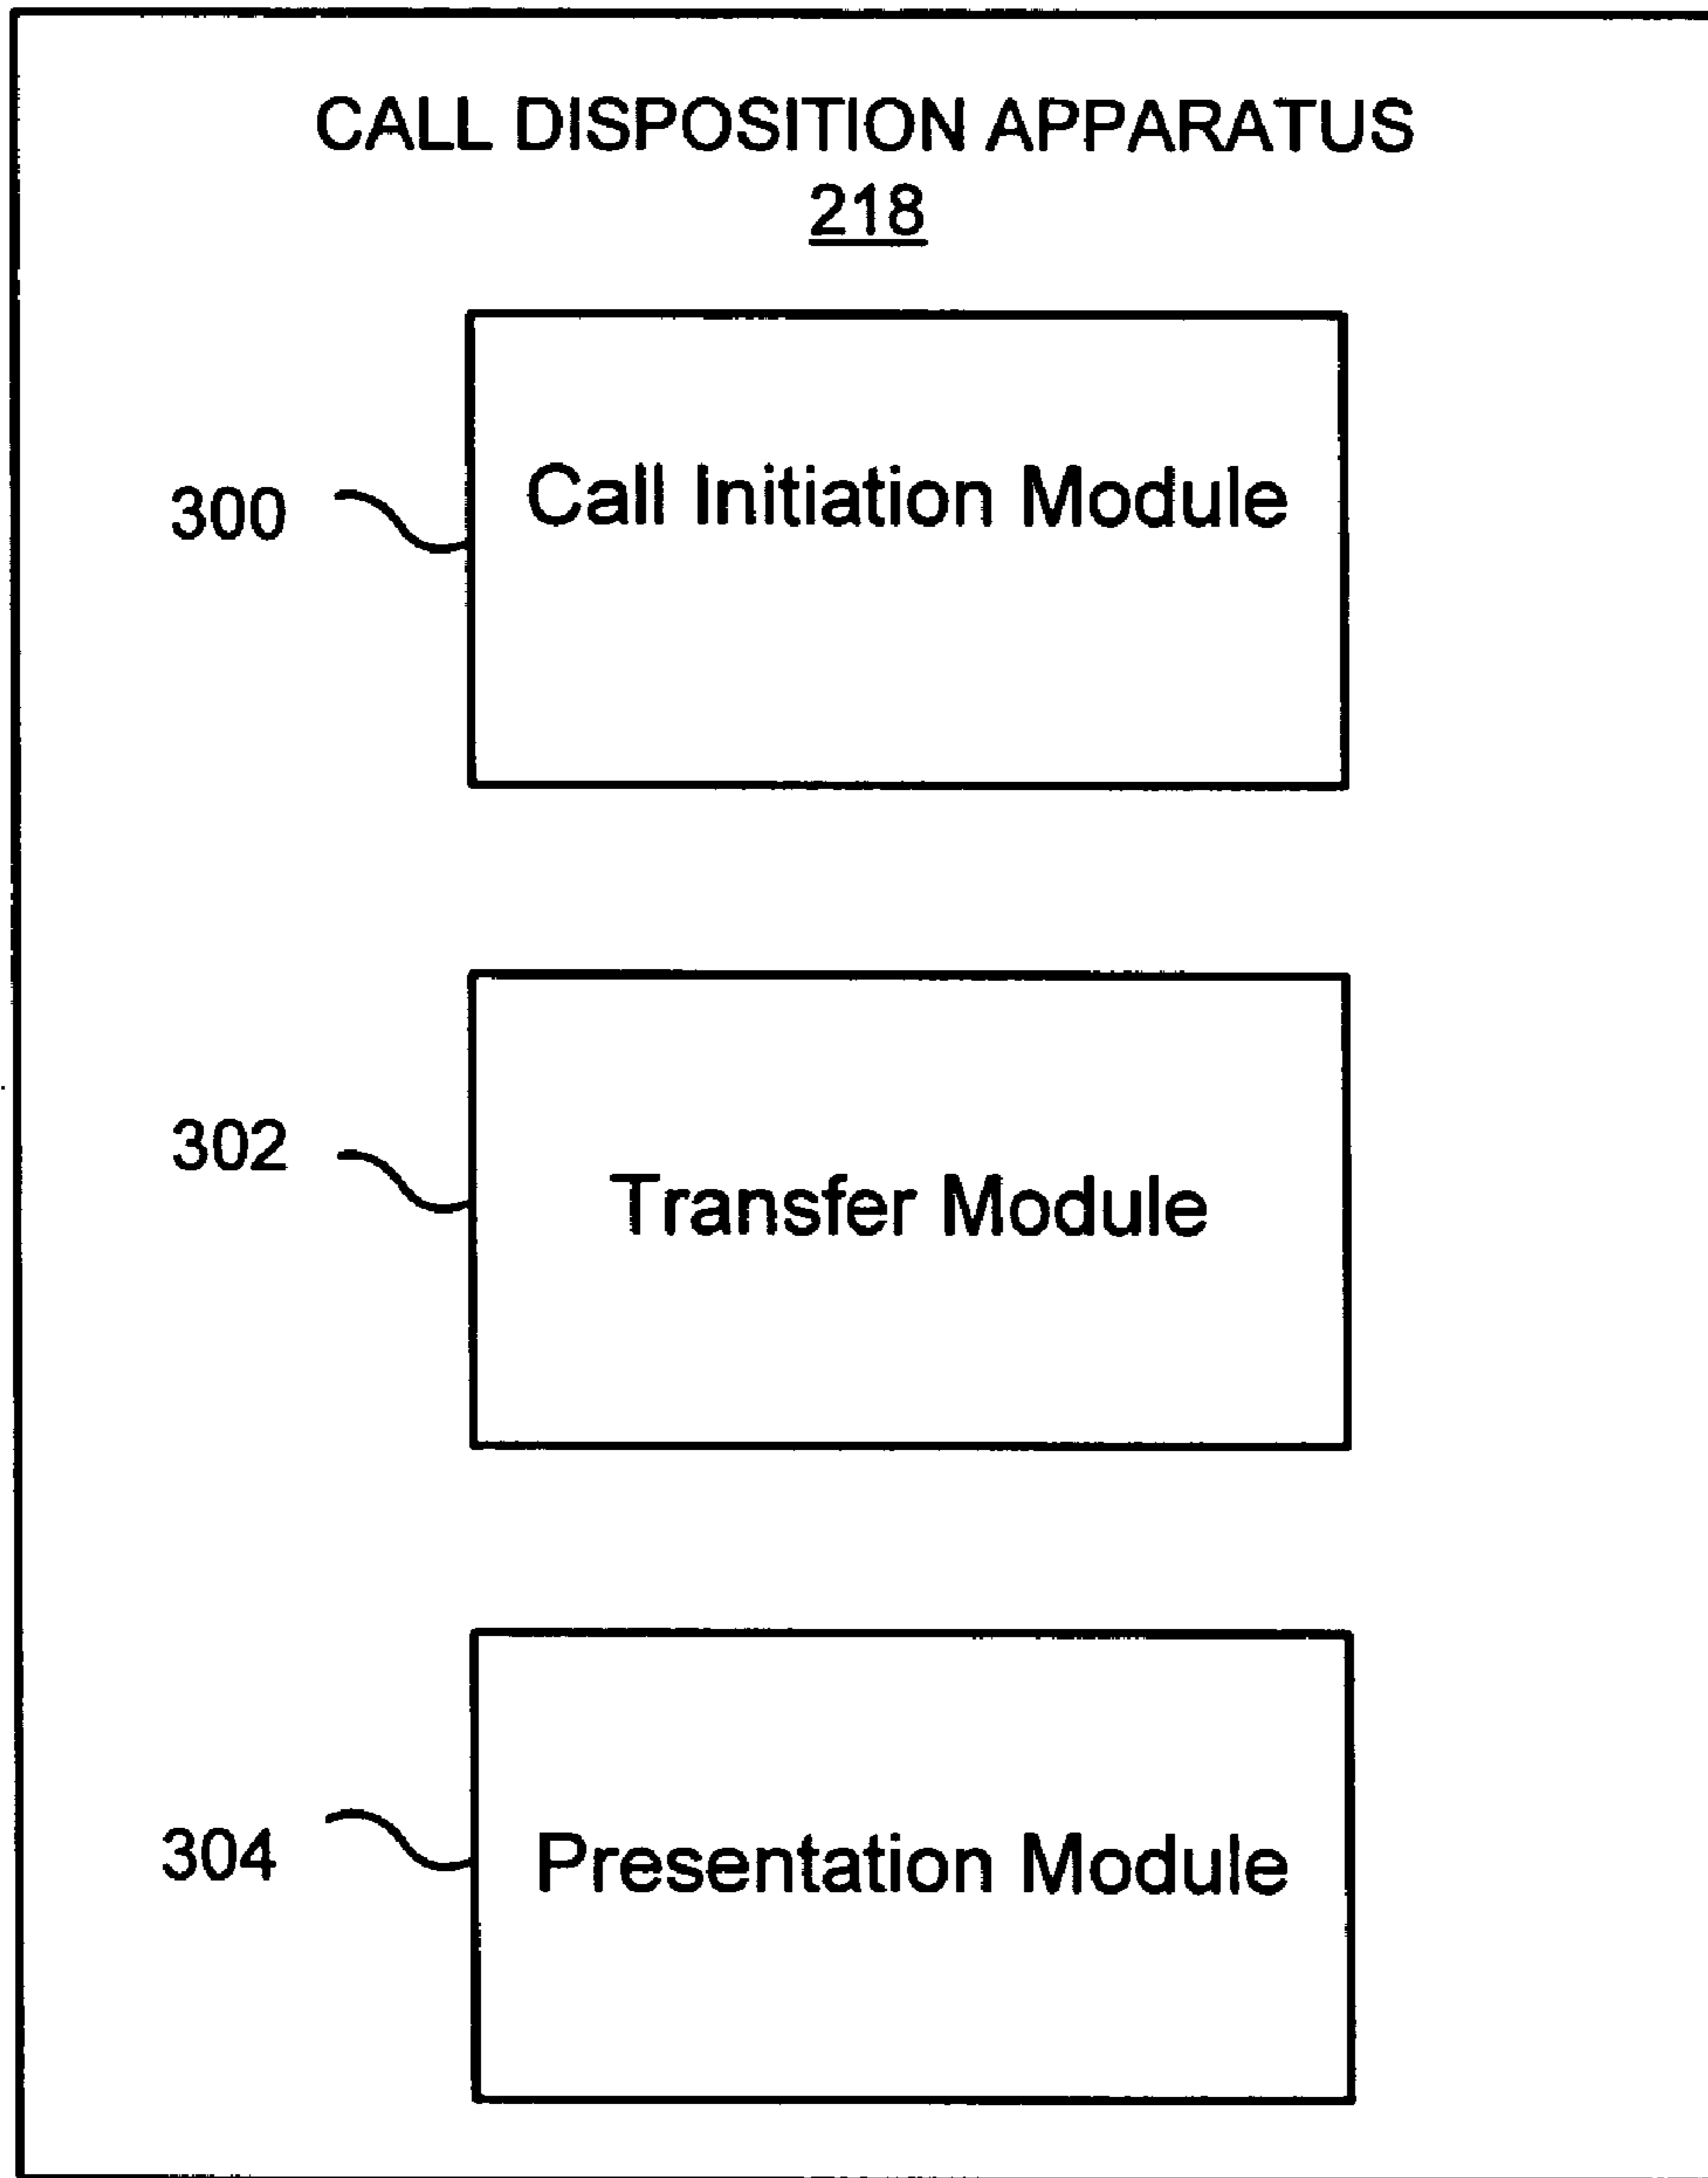 CALL DISPOSITION APPARATUS
218
300
Call Initiation Module
302
Transfer Module
304
Presentation Module